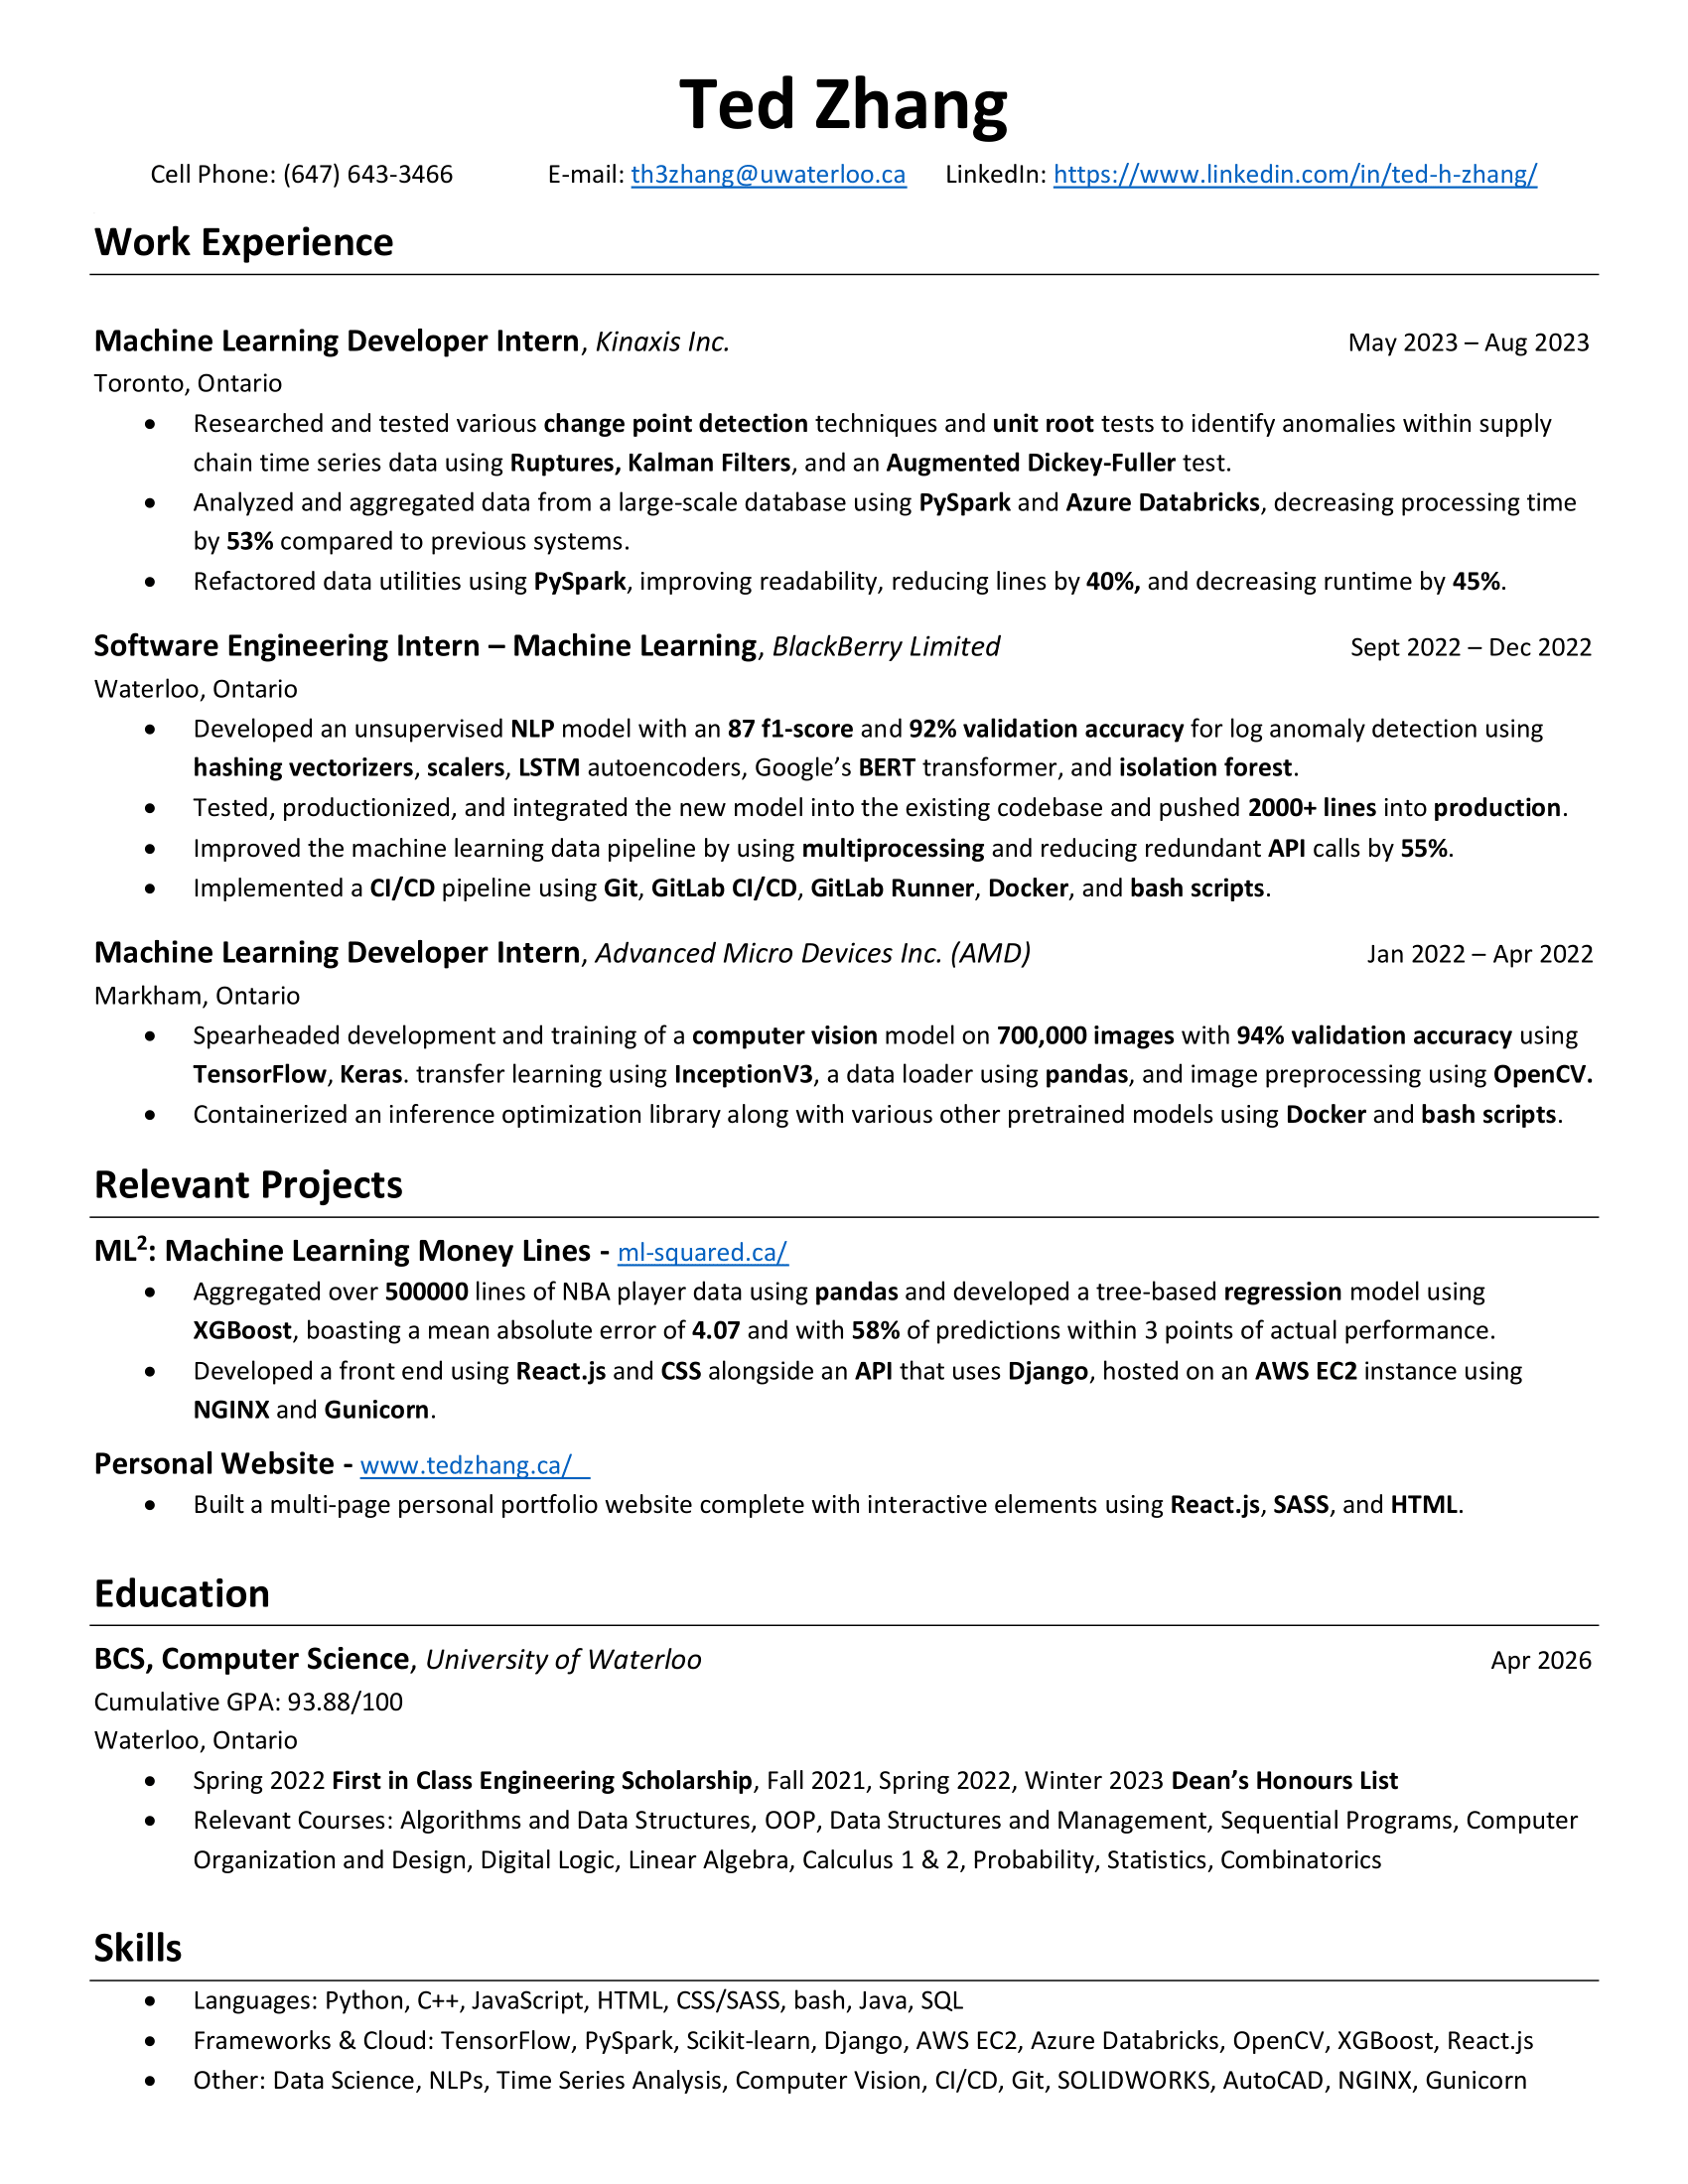 Ted Zhang
Cell Phone: (647) 643-3466 E-mail: th3zhang@uwaterloo.ca LinkedIn: https://www.linkedin.com/in/ted-h-zhang/
Work Experience
Machine Learning Developer Intern, Kinaxis Inc. May 2023 – Aug 2023
Toronto, Ontario
• Researched and tested various change point detection techniques and unit root tests to identify anomalies within supply
chain time series data using Ruptures, Kalman Filters, and an Augmented Dickey-Fuller test.
• Analyzed and aggregated data from a large-scale database using PySpark and Azure Databricks, decreasing processing time
by 53% compared to previous systems.
• Refactored data utilities using PySpark, improving readability, reducing lines by 40%, and decreasing runtime by 45%.
Software Engineering Intern – Machine Learning, BlackBerry Limited Sept 2022 – Dec 2022
Waterloo, Ontario
• Developed an unsupervised NLP model with an 87 f1-score and 92% validation accuracy for log anomaly detection using
hashing vectorizers, scalers, LSTM autoencoders, Google’s BERT transformer, and isolation forest.
• Tested, productionized, and integrated the new model into the existing codebase and pushed 2000+ lines into production.
• Improved the machine learning data pipeline by using multiprocessing and reducing redundant API calls by 55%.
• Implemented a CI/CD pipeline using Git, GitLab CI/CD, GitLab Runner, Docker, and bash scripts.
Machine Learning Developer Intern, Advanced Micro Devices Inc. (AMD) Jan 2022 – Apr 2022
Markham, Ontario
• Spearheaded development and training of a computer vision model on 700,000 images with 94% validation accuracy using
TensorFlow, Keras. transfer learning using InceptionV3, a data loader using pandas, and image preprocessing using OpenCV.
• Containerized an inference optimization library along with various other pretrained models using Docker and bash scripts.
Relevant Projects
ML²: Machine Learning Money Lines - ml-squared.ca/
• Aggregated over 500000 lines of NBA player data using pandas and developed a tree-based regression model using
XGBoost, boasting a mean absolute error of 4.07 and with 58% of predictions within 3 points of actual performance.
• Developed a front end using React.js and CSS alongside an API that uses Django, hosted on an AWS EC2 instance using
NGINX and Gunicorn.
Personal Website - www.tedzhang.ca/
• Built a multi-page personal portfolio website complete with interactive elements using React.js, SASS, and HTML.
Education
BCS, Computer Science, University of Waterloo Apr 2026
Cumulative GPA: 93.88/100
Waterloo, Ontario
• Spring 2022 First in Class Engineering Scholarship, Fall 2021, Spring 2022, Winter 2023 Dean’s Honours List
• Relevant Courses: Algorithms and Data Structures, OOP, Data Structures and Management, Sequential Programs, Computer
Organization and Design, Digital Logic, Linear Algebra, Calculus 1 & 2, Probability, Statistics, Combinatorics
Skills
• Languages: Python, C++, JavaScript, HTML, CSS/SASS, bash, Java, SQL
• Frameworks & Cloud: TensorFlow, PySpark, Scikit-learn, Django, AWS EC2, Azure Databricks, OpenCV, XGBoost, React.js
• Other: Data Science, NLPs, Time Series Analysis, Computer Vision, CI/CD, Git, SOLIDWORKS, AutoCAD, NGINX, Gunicorn